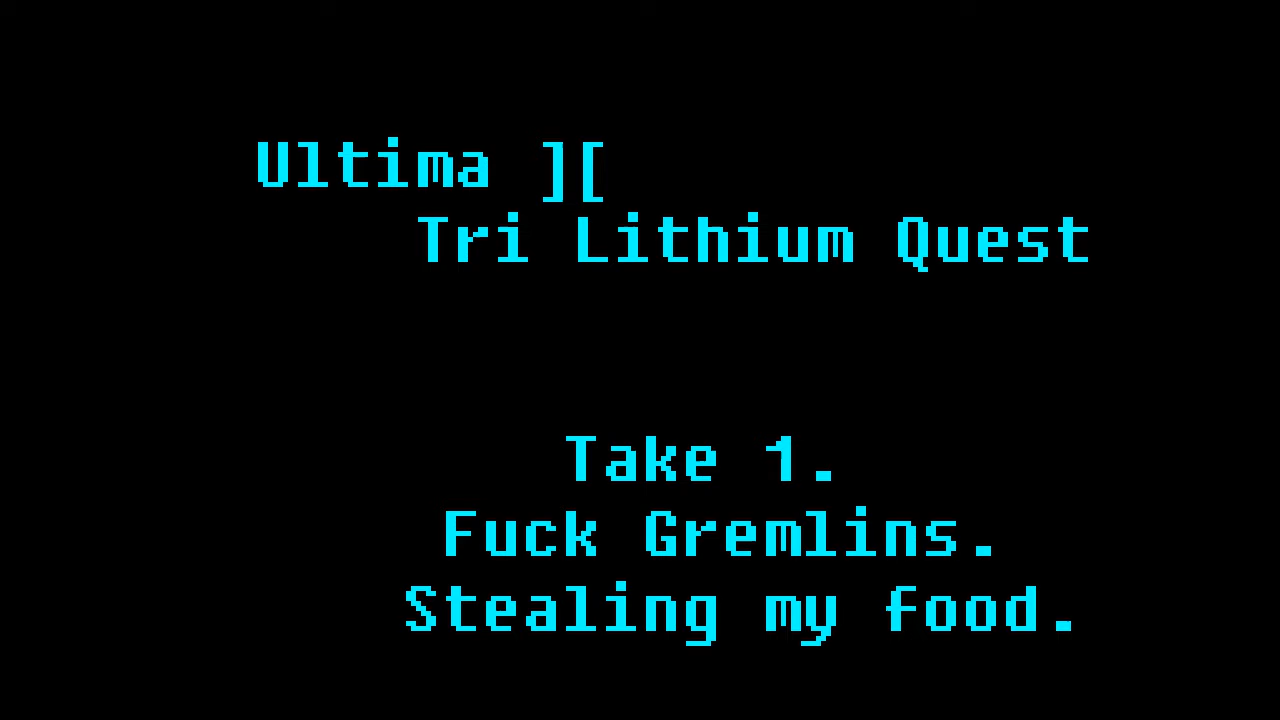 Ultima ][
Tri Lithium Quest
Take 1.
Fuck Gremlins.
Stealing my food.